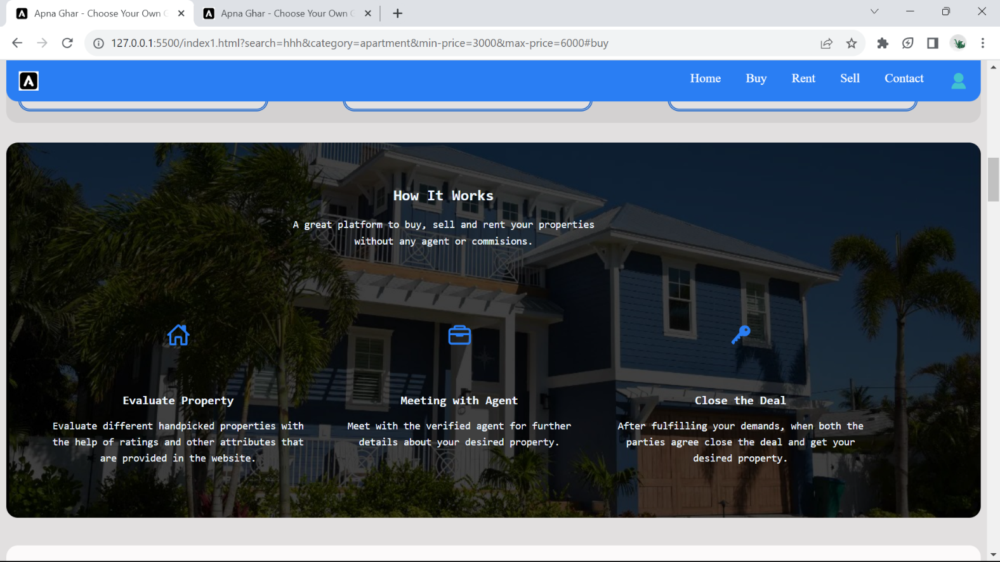 Apna Ghar - Choose Your Own
Apna Ghar - Choose Your Own
127.0.0.1:5500/index1.html?search=hhh&category=apartment&min-price=3000&max-price=6000#buy
A
Home Buy Rent Sell Contact
How It Works
A great platform to buy, sell and rent your properties
without any agent or commisions.
Evaluate Property
Evaluate different handpicked properties with
the help of ratings and other attributes that
are provided in the website.
Meeting with Agent
Meet with the verified agent for further
details about your desired property.
Close the Deal
After fulfilling your demands, when both the
parties agree close the deal and get your
desired property.